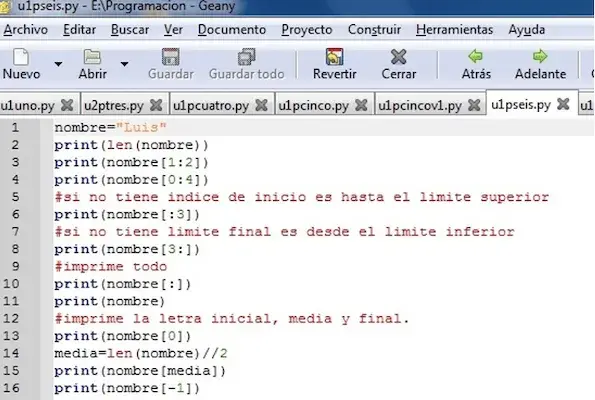 u1pseis.py - E:\Programacion - Geany
Archivo Editar Buscar Ver Documento Proyecto Construir Herramientas Ayuda
Nuevo Abrir Guardar Guardar todo Revertir Cerrar Atrás Adelante
u1uno.py u2ptres.py u1pcuatro.py u1pcinco.py u1pcincov1.py u1pseis.py u1
1 nombre="Luis"
2 print(len(nombre))
3 print(nombre[1:2])
4 print(nombre[0:4])
5 #si no tiene indice de inicio es hasta el limite superior
6 print(nombre[:3])
7 #si no tiene limite final es desde el limite inferior
8 print(nombre[3:])
9 #imprime todo
10 print(nombre[:])
11 print(nombre)
12 #imprime la letra inicial, media y final.
13 print(nombre[0])
14 media=len(nombre)//2
15 print(nombre[media])
16 print(nombre[-1])